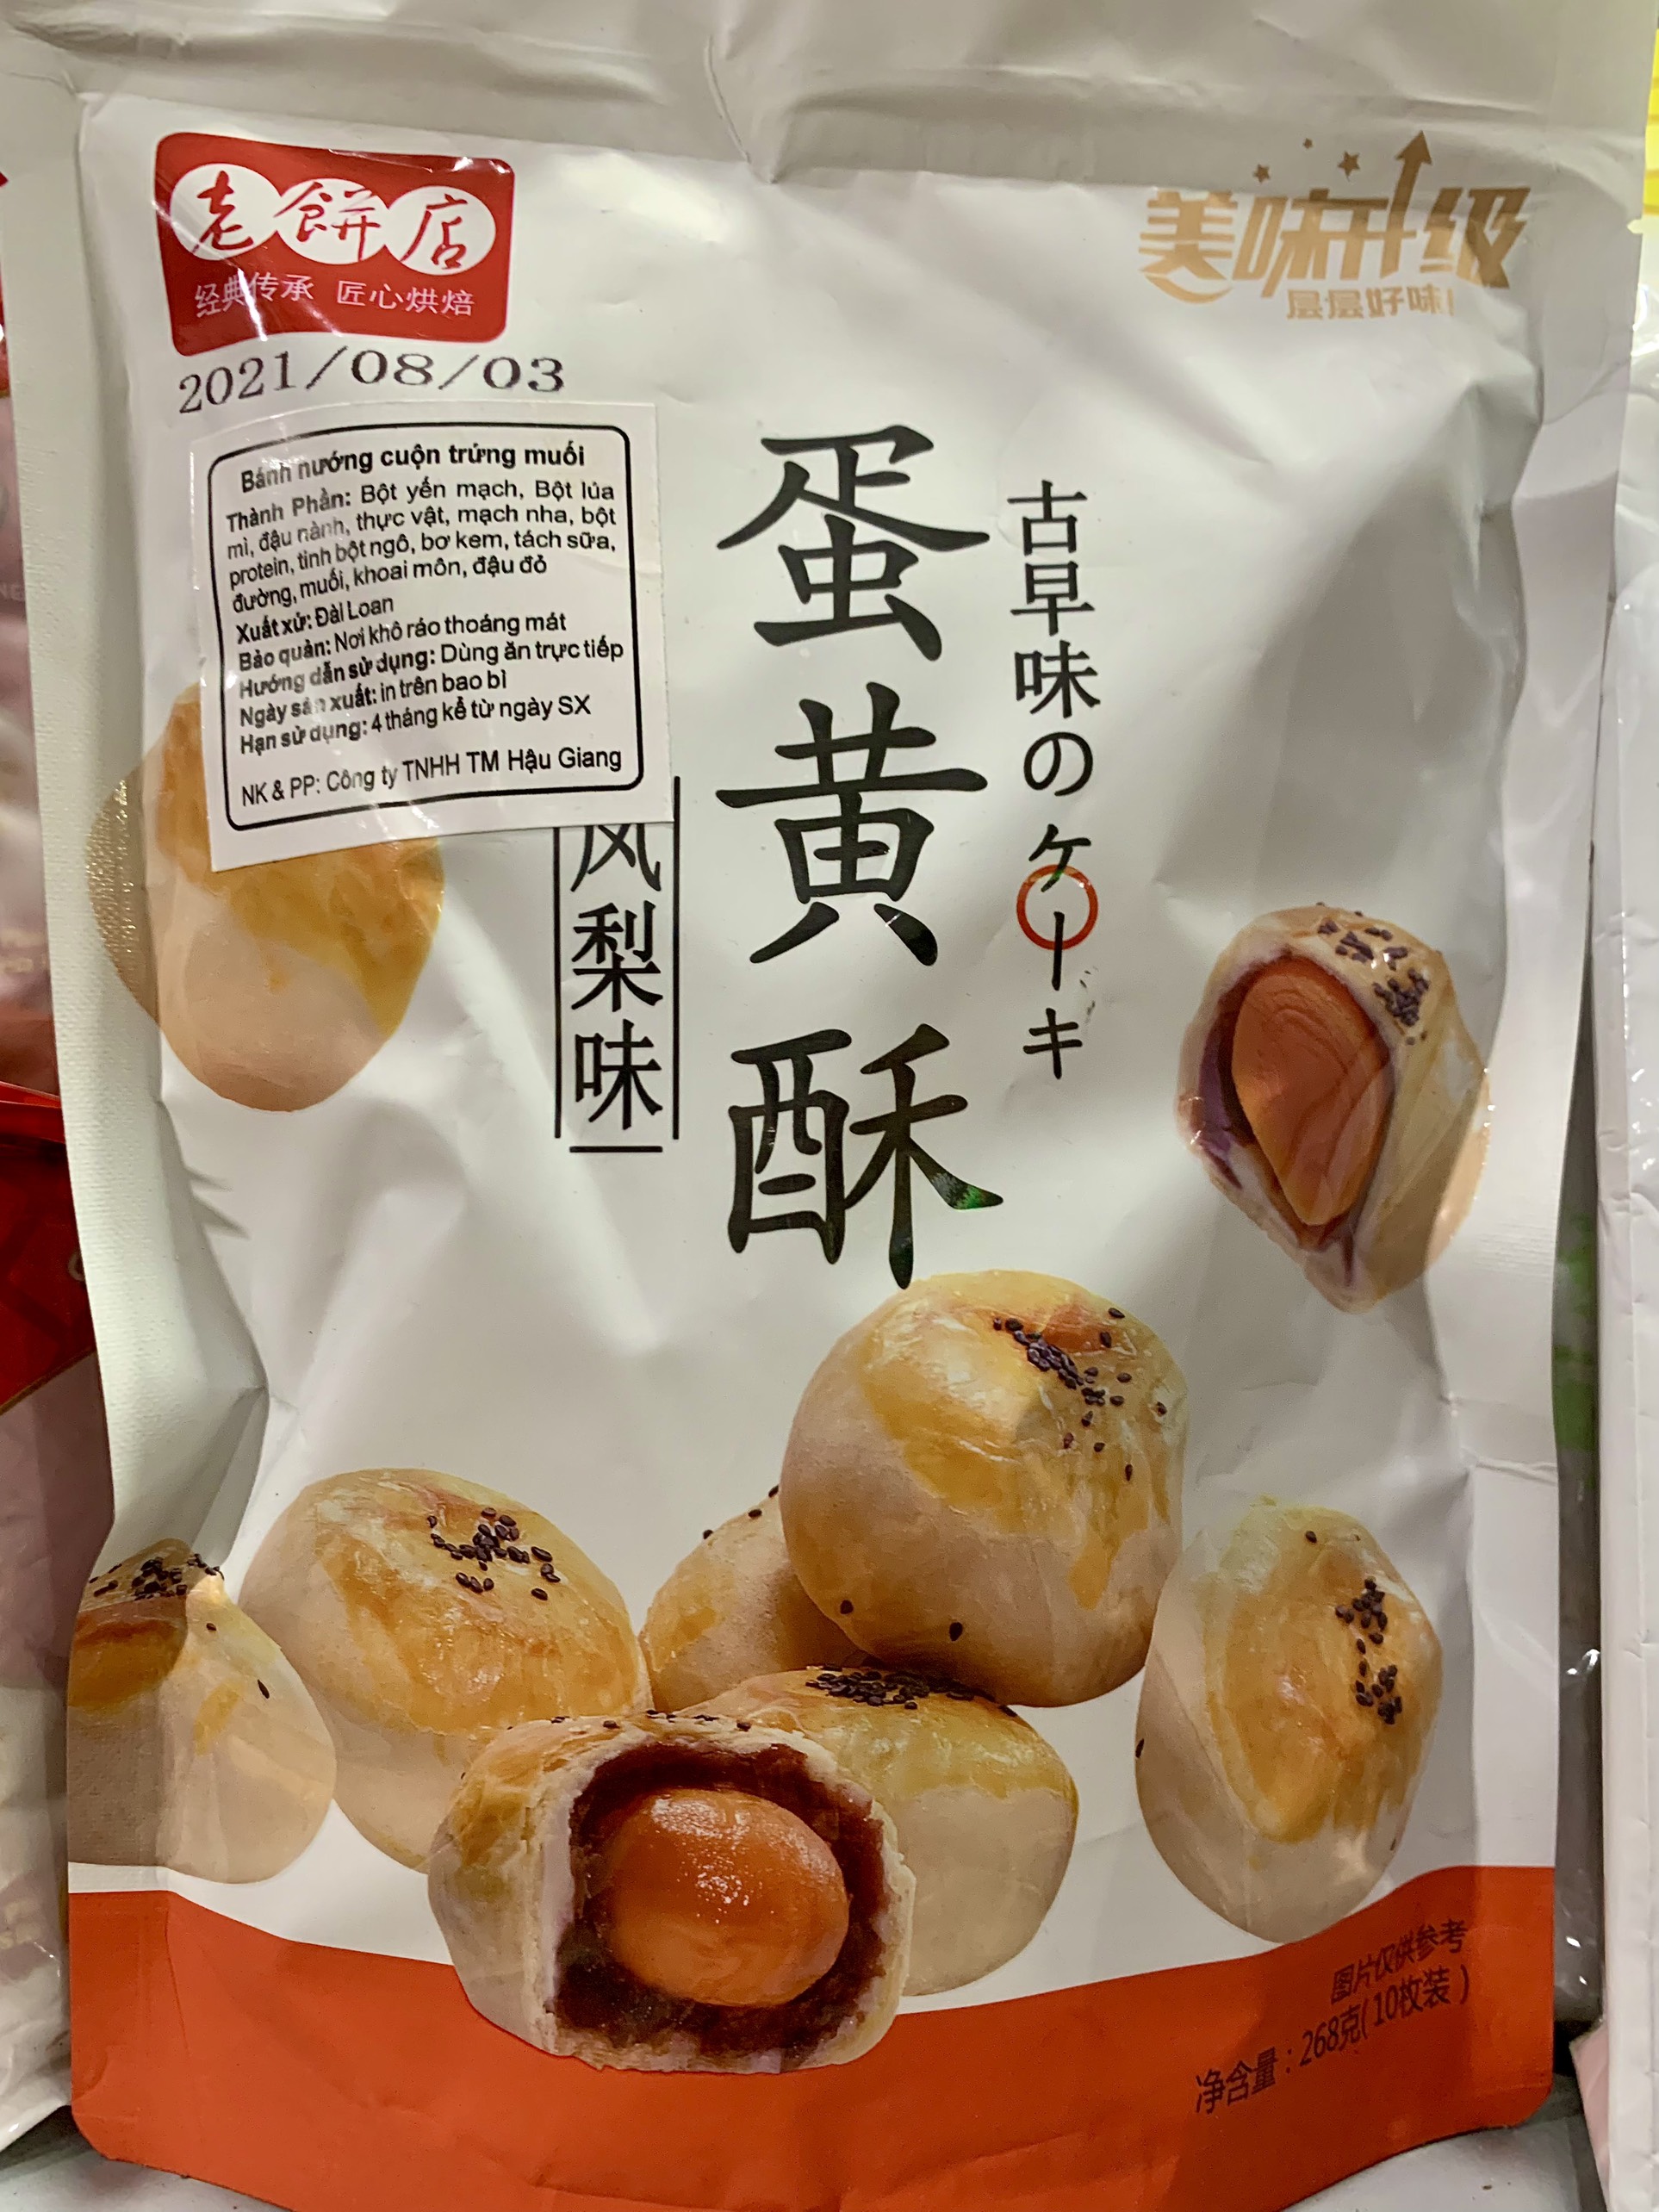 老餅店
经典传承 匠心烘焙
美味升级
层层好味
2021/08/03
Bánh nướng cuộn trứng muối
Thành Phần: Bột yến mạch, Bột lúa
mì, đậu nành, thực vật, mạch nha, bột
protein, tinh bột ngô, bơ kem, tách sữa,
đường, muối, khoai môn, đậu đỏ
Xuất xứ: Đài Loan
Bảo quản: Nơi khô ráo thoáng mát
Hướng dẫn sử dụng: Dùng ăn trực tiếp
Ngày sản xuất: in trên bao bì
Hạn sử dụng: 4 tháng kể từ ngày SX
NK & PP: Công ty TNHH TM Hậu Giang
古早味のケーキ
蛋黄酥
凤梨味
图片仅供参考
净含量：268克(10枚装)